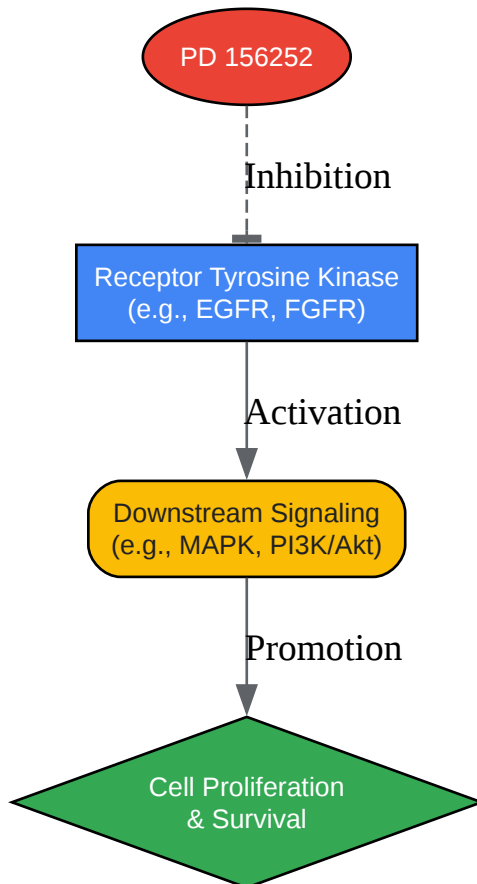 PD 156252
Inhibition
Receptor Tyrosine Kinase
(e.g., EGFR, FGFR)
Activation
Downstream Signaling
(e.g., MAPK, PI3K/Akt)
Promotion
Cell Proliferation
& Survival